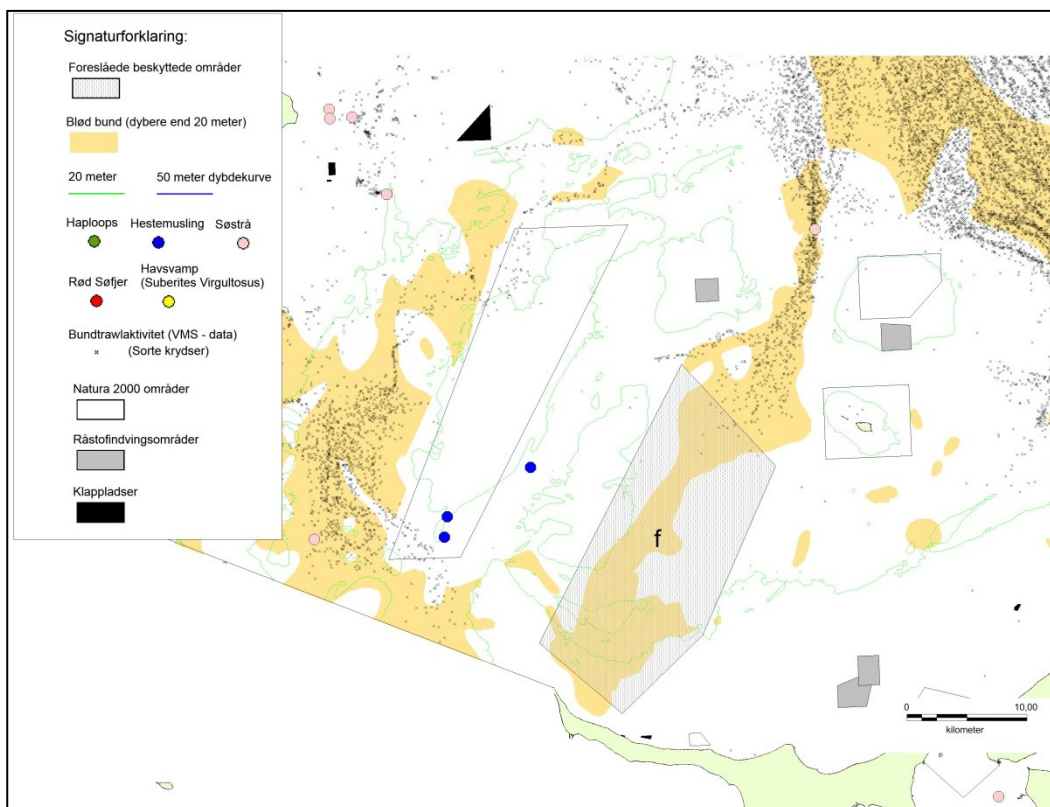 Signaturforklaring:
Foreslåede beskyttede områder
Blød bund (dybere end 20 meter)
20 meter 50 meter dybdekurve
Haploops Hestemusling Søstrå
Rød Søfjer Havsvamp
(Suberites Virgultosus)
Bundtrawlaktivitet (VMS - data)
(Sorte krydser)
Natura 2000 områder
Råstofindvingsområder
Klappladser
f
0 10,00
kilometer